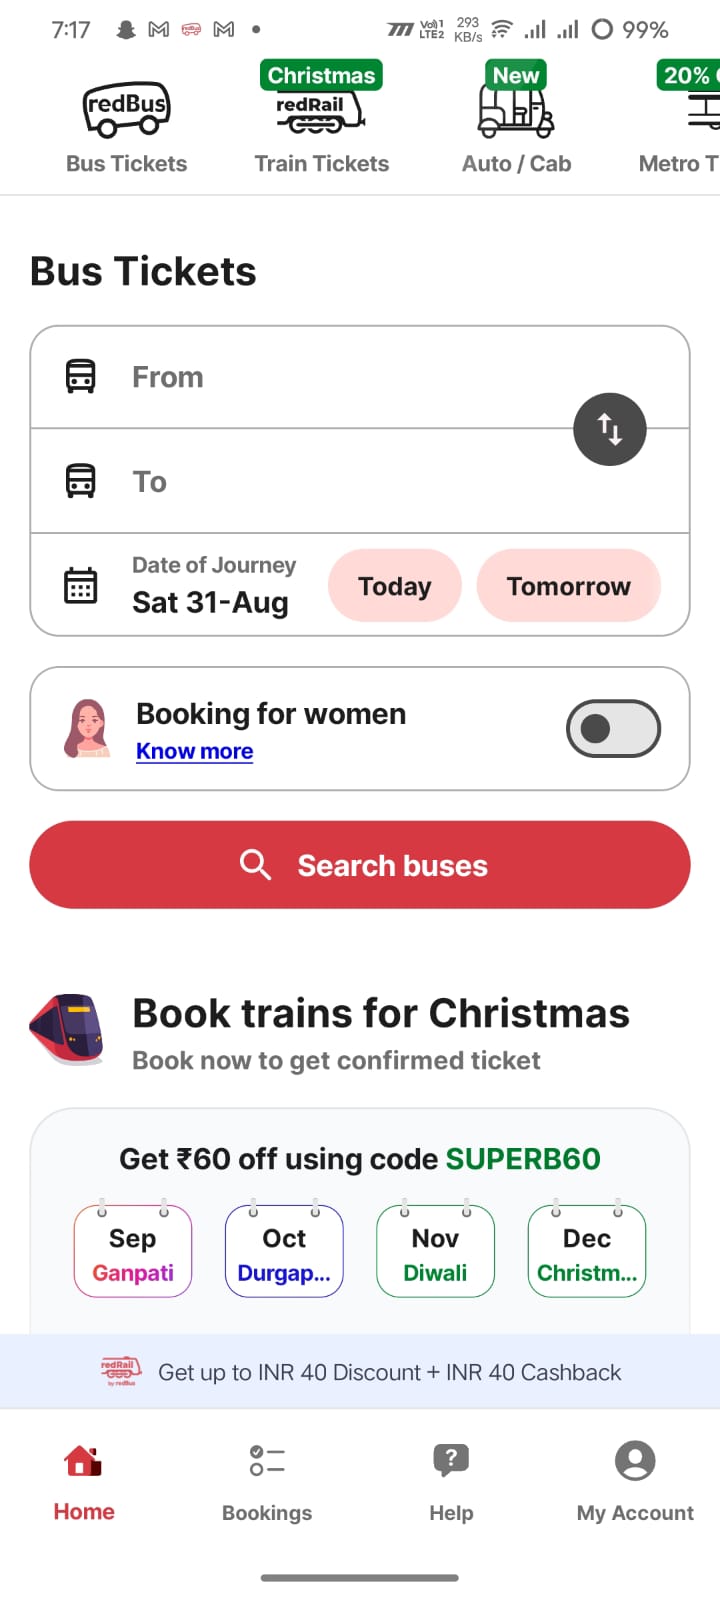 7:17 Vo)) 1 LTE2 293 KB/s 99%
Christmas New 20%
redBus redRail
Bus Tickets Train Tickets Auto / Cab Metro T
Bus Tickets
From
To
Date of Journey
Sat 31-Aug
Today Tomorrow
Booking for women
Know more
Search buses
Book trains for Christmas
Book now to get confirmed ticket
Get ₹60 off using code SUPERB60
Sep Oct Nov Dec
Ganpati Durgap... Diwali Christm...
redRail
by redBus
Get up to INR 40 Discount + INR 40 Cashback
Home Bookings Help My Account